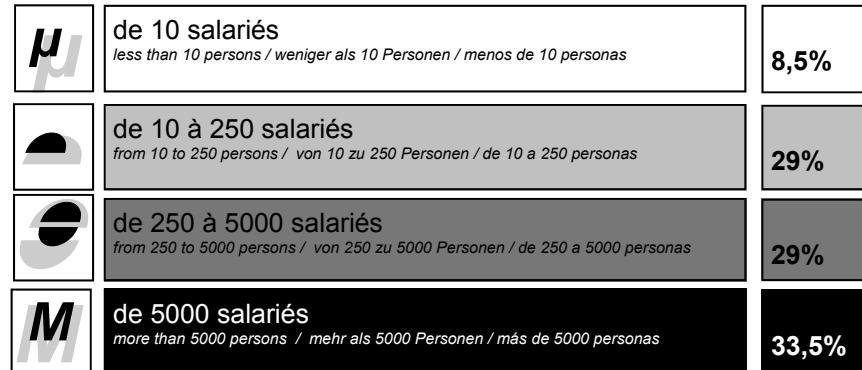 µ
de 10 salariés
less than 10 persons / weniger als 10 Personen / menos de 10 personas
8,5%
de 10 à 250 salariés
from 10 to 250 persons / von 10 zu 250 Personen / de 10 a 250 personas
29%
de 250 à 5000 salariés
from 250 to 5000 persons / von 250 zu 5000 Personen / de 250 a 5000 personas
29%
M
de 5000 salariés
more than 5000 persons / mehr als 5000 Personen / más de 5000 personas
33,5%